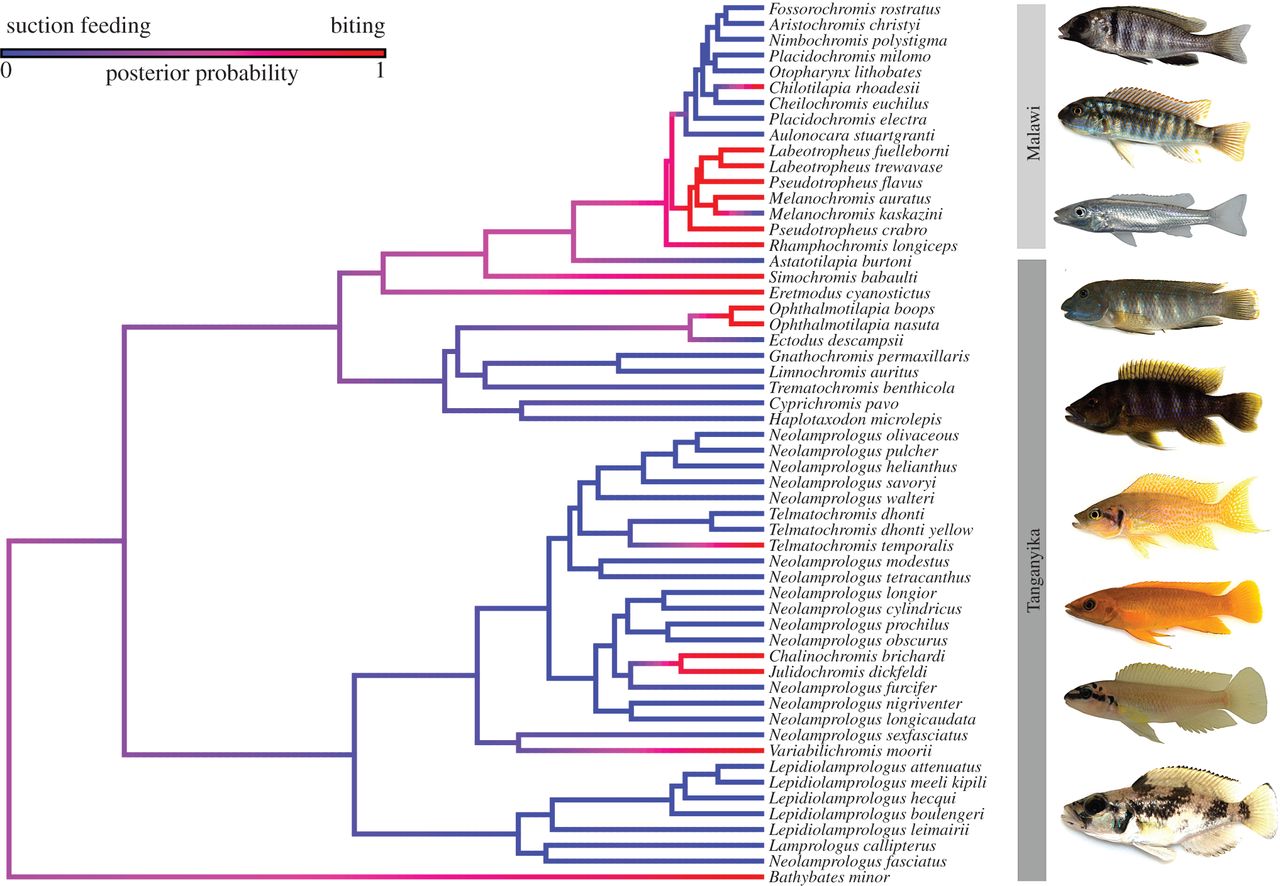 suction feeding biting
0 posterior probability 1
Fossorochromis rostratus
Aristochromis christyi
Nimbochromis polystigma
Placidochromis milomo
Otopharynx lithobates
Chilotilapia rhoadesii
Cheilochromis euchilus
Placidochromis electra
Aulonocara stuartgranti
Labeotropheus fuelleborni
Labeotropheus trewavase
Pseudotropheus flavus
Melanochromis auratus
Melanochromis kaskazini
Pseudotropheus crabro
Rhamphochromis longiceps
Astatotilapia burtoni
Simochromis babaulti
Eretmodus cyanostictus
Ophthalmotilapia boops
Ophthalmotilapia nasuta
Ectodus descampsii
Gnathochromis permaxillaris
Limnochromis auritus
Trematochromis benthicola
Cyprichromis pavo
Haplotaxodon microlepis
Neolamprologus olivaceous
Neolamprologus pulcher
Neolamprologus helianthus
Neolamprologus savoryi
Neolamprologus walteri
Telmatochromis dhonti
Telmatochromis dhonti yellow
Telmatochromis temporalis
Neolamprologus modestus
Neolamprologus tetracanthus
Neolamprologus longior
Neolamprologus cylindricus
Neolamprologus prochilus
Neolamprologus obscurus
Chalinochromis brichardi
Julidochromis dickfeldi
Neolamprologus furcifer
Neolamprologus nigriventer
Neolamprologus longicaudata
Neolamprologus sexfasciatus
Variabilichromis moorii
Lepidiolamprologus attenuatus
Lepidiolamprologus meeli kipili
Lepidiolamprologus hecqui
Lepidiolamprologus boulengeri
Lepidiolamprologus leimairii
Lamprologus callipterus
Neolamprologus fasciatus
Bathybates minor
Malawi
Tanganyika